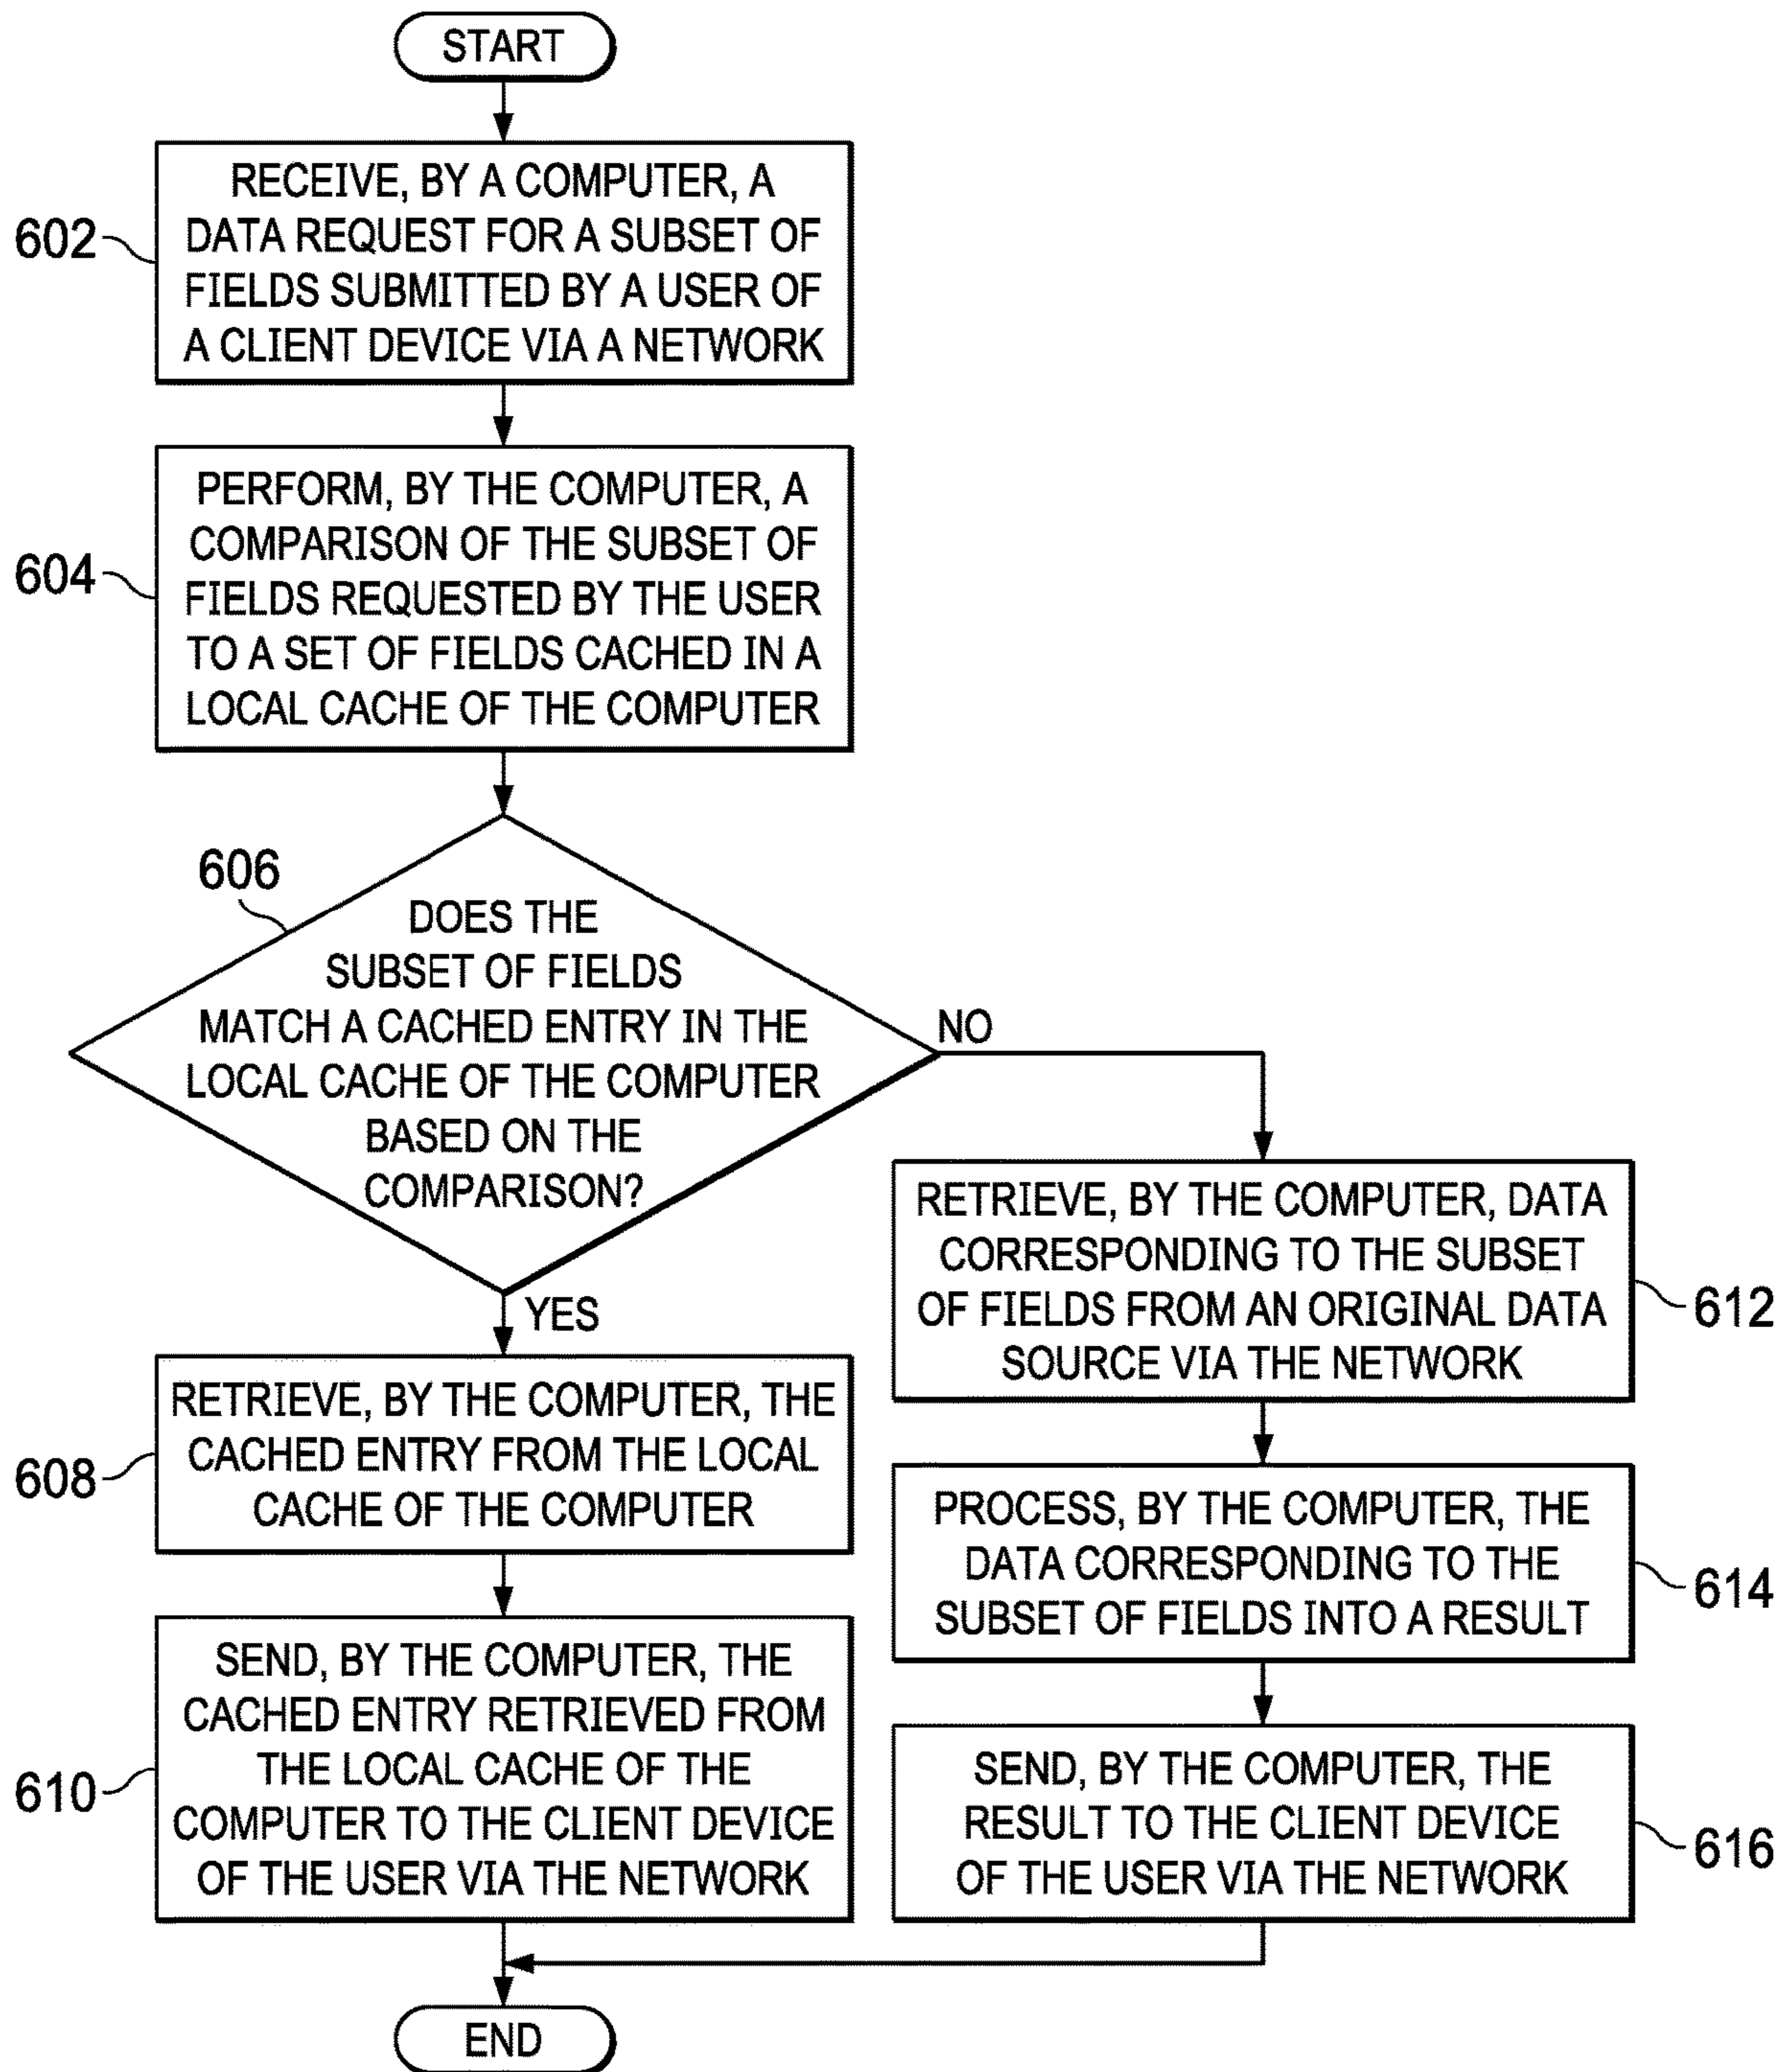 START
602
RECEIVE, BY A COMPUTER, A
DATA REQUEST FOR A SUBSET OF
FIELDS SUBMITTED BY A USER OF
A CLIENT DEVICE VIA A NETWORK
604
PERFORM, BY THE COMPUTER, A
COMPARISON OF THE SUBSET OF
FIELDS REQUESTED BY THE USER
TO A SET OF FIELDS CACHED IN A
LOCAL CACHE OF THE COMPUTER
606
DOES THE
SUBSET OF FIELDS
MATCH A CACHED ENTRY IN THE
LOCAL CACHE OF THE COMPUTER
BASED ON THE
COMPARISON?
YES
608
RETRIEVE, BY THE COMPUTER, THE
CACHED ENTRY FROM THE LOCAL
CACHE OF THE COMPUTER
610
SEND, BY THE COMPUTER, THE
CACHED ENTRY RETRIEVED FROM
THE LOCAL CACHE OF THE
COMPUTER TO THE CLIENT DEVICE
OF THE USER VIA THE NETWORK
NO
RETRIEVE, BY THE COMPUTER, DATA
CORRESPONDING TO THE SUBSET
OF FIELDS FROM AN ORIGINAL DATA
SOURCE VIA THE NETWORK
612
PROCESS, BY THE COMPUTER, THE
DATA CORRESPONDING TO THE
SUBSET OF FIELDS INTO A RESULT
614
SEND, BY THE COMPUTER, THE
RESULT TO THE CLIENT DEVICE
OF THE USER VIA THE NETWORK
616
END